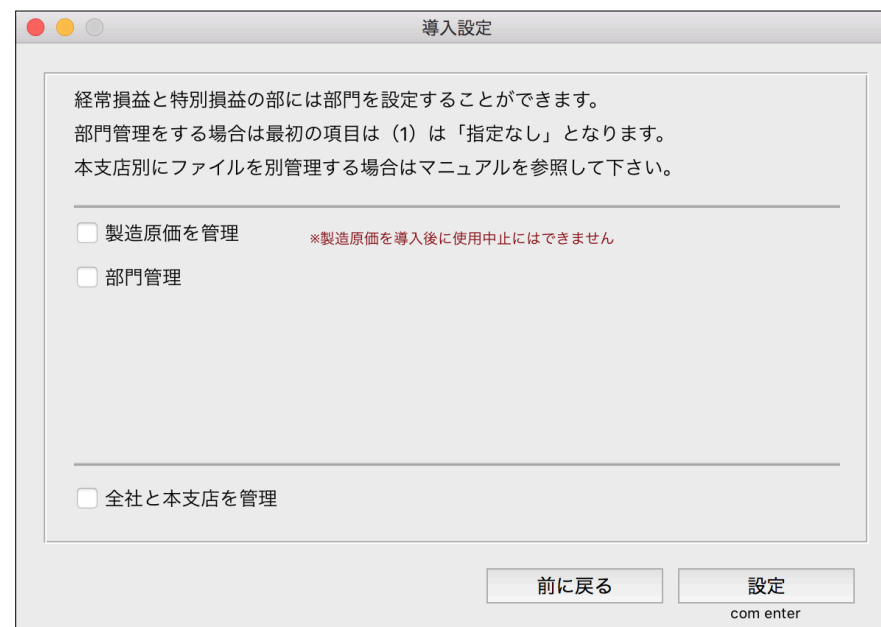 導入設定
経常損益と特別損益の部には部門を設定することができます。
部門管理をする場合は最初の項目は（1）は「指定なし」となります。
本支店別にファイルを別管理する場合はマニュアルを参照して下さい。
製造原価を管理
※製造原価を導入後に使用中止にはできません
部門管理
全社と本支店を管理
前に戻る
設定
com enter